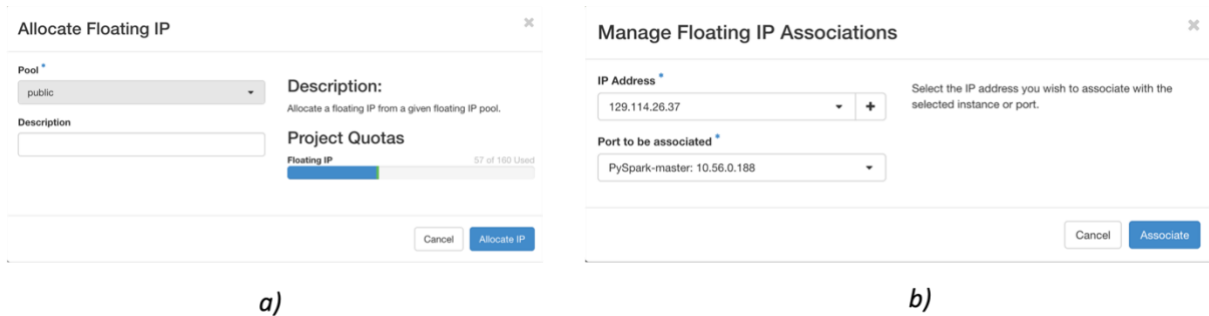 Allocate Floating IP
×
Pool *
public
Description
Description:
Allocate a floating IP from a given floating IP pool.
Project Quotas
Floating IP
57 of 160 Used
Cancel
Allocate IP
a)
Manage Floating IP Associations
×
IP Address *
129.114.26.37
+
Port to be associated *
PySpark-master: 10.56.0.188
Select the IP address you wish to associate with the
selected instance or port.
Cancel
Associate
b)